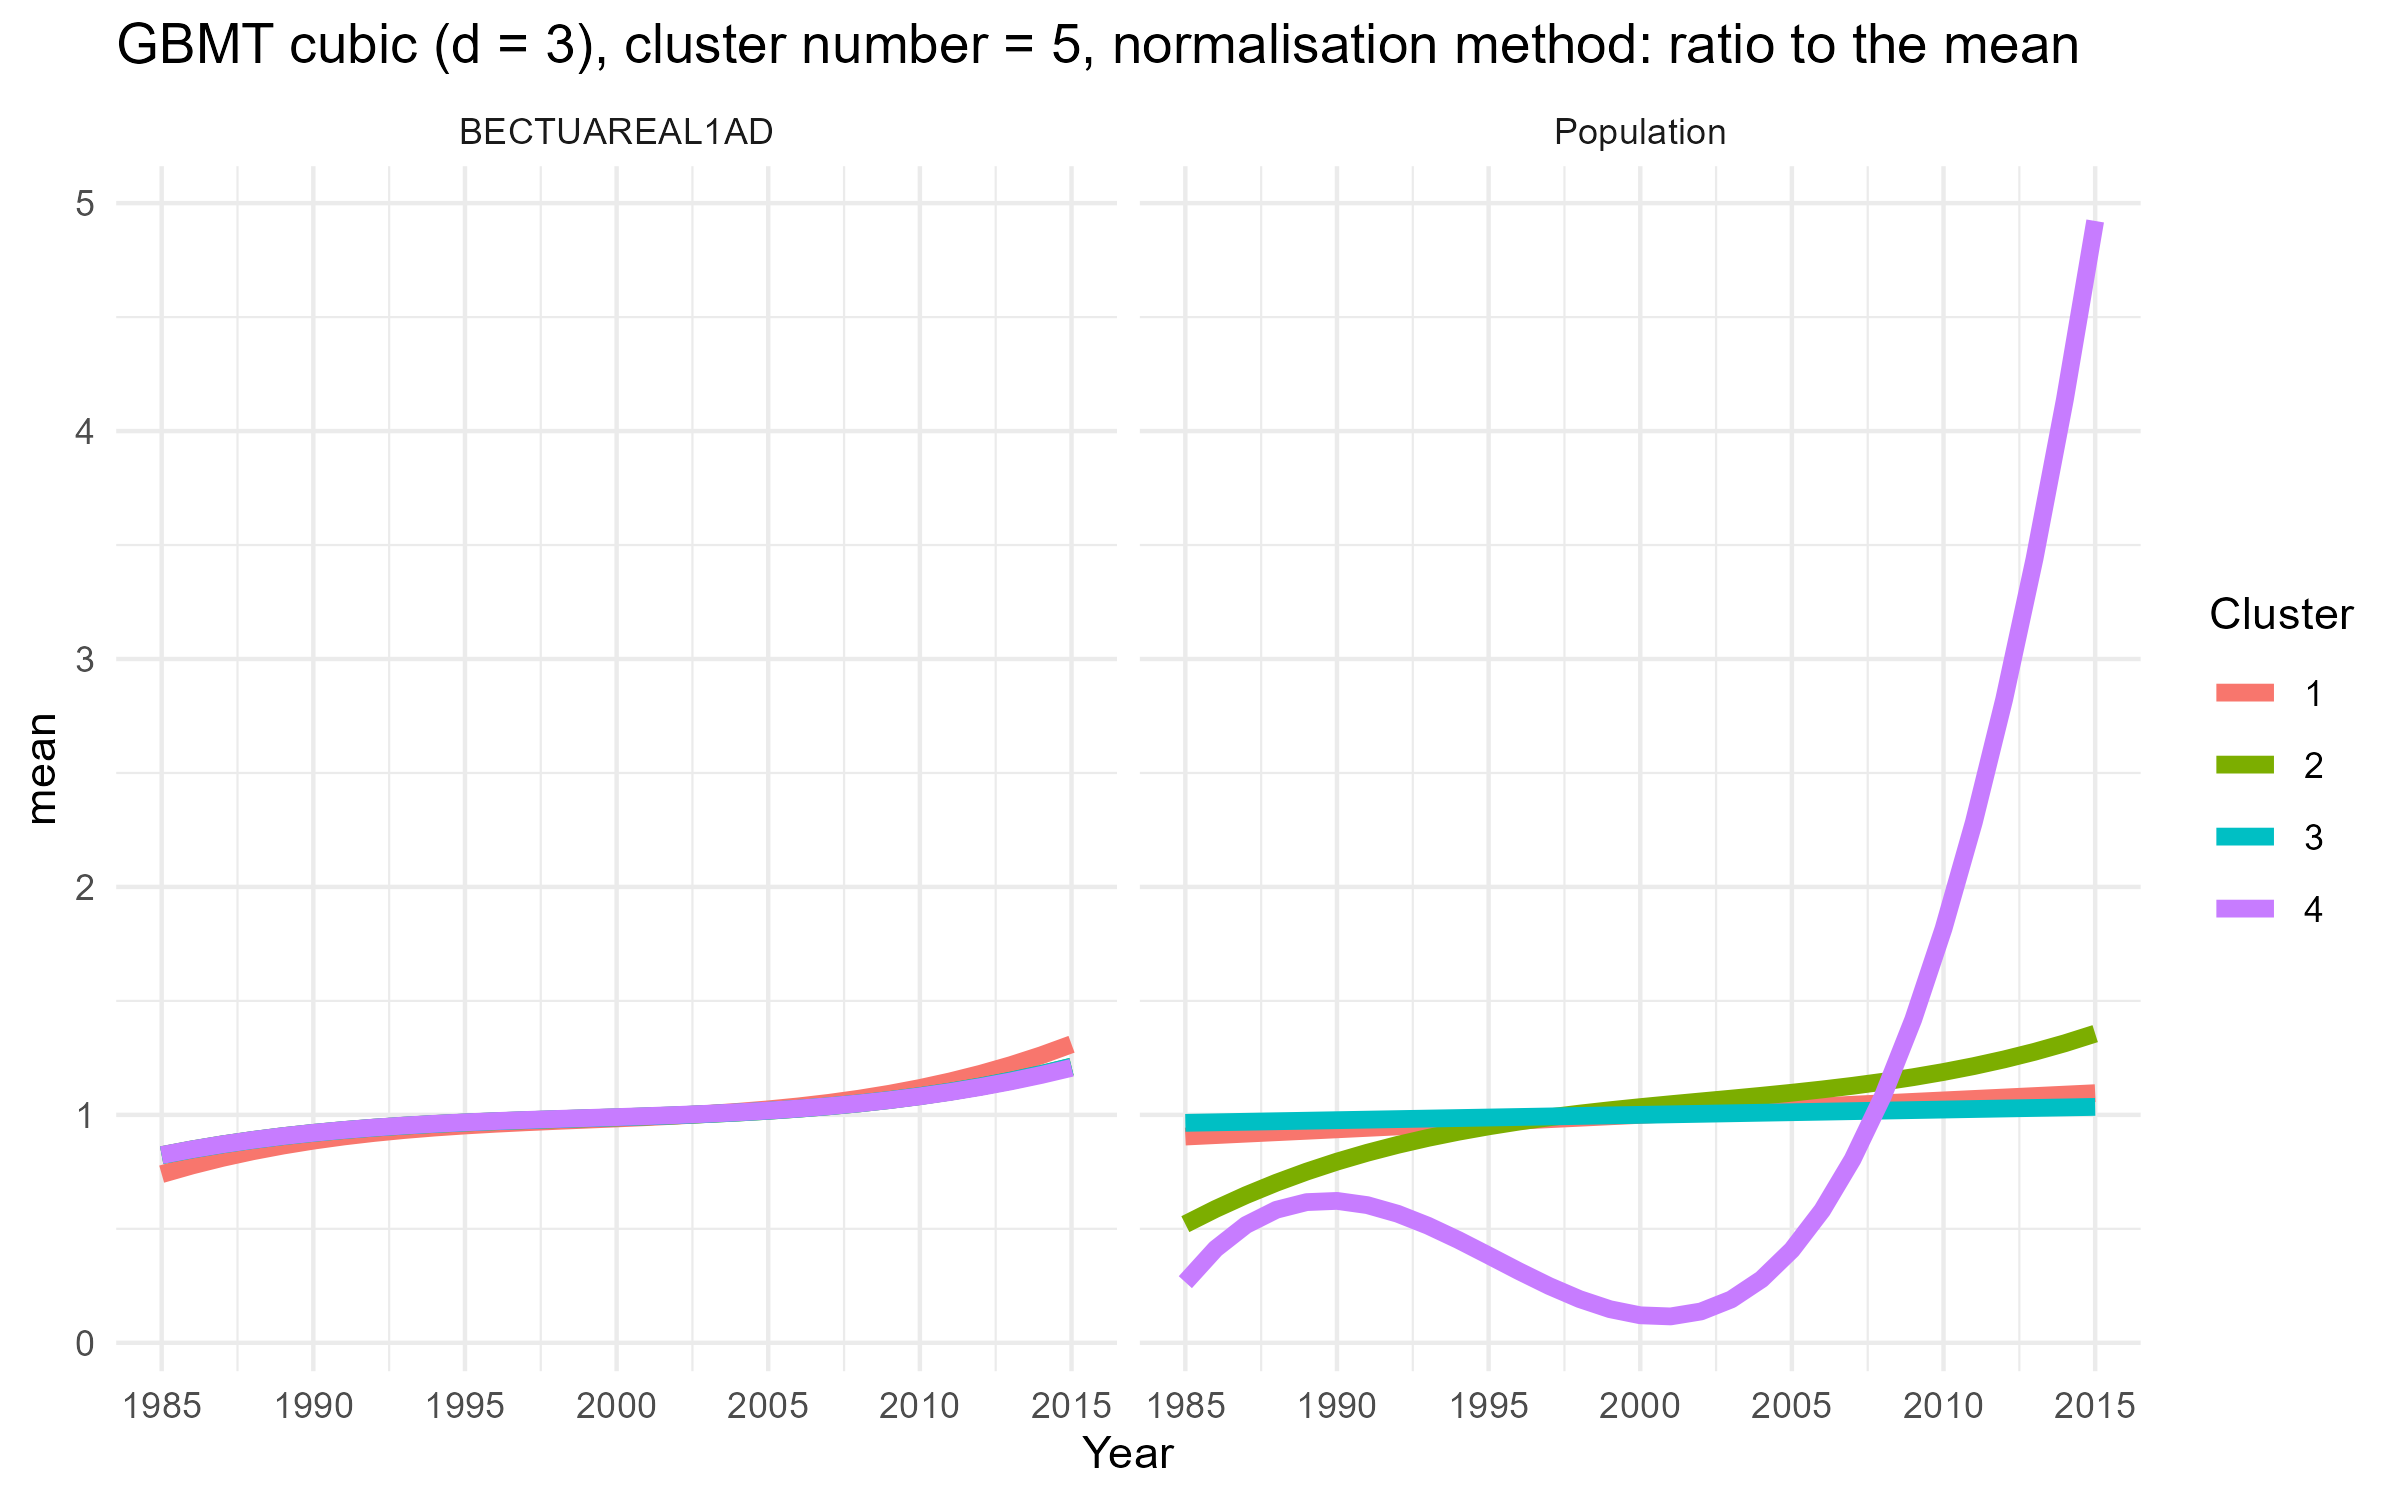 GBMT cubic (d = 3), cluster number = 5, normalisation method: ratio to the mean
BECTUAREAL1AD
Population
5
4
3
2
1
0
mean
1985 1990 1995 2000 2005 2010 2015
1985 1990 1995 2000 2005 2010 2015
Year
Cluster
1
2
3
4